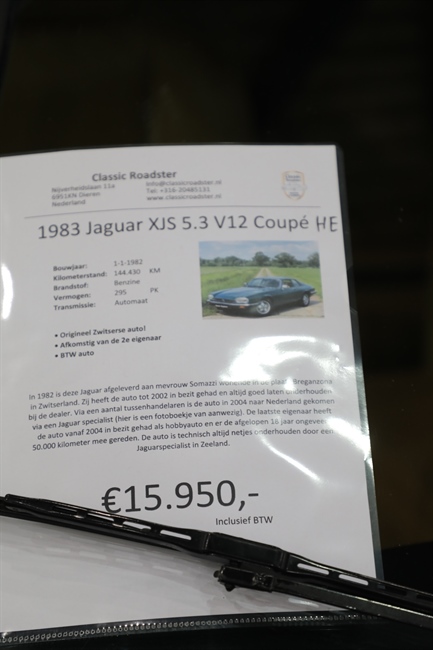 Classic Roadster
Nijverheidslaan 11a info@classicroadster.nl
6951KN Dieren Tel: +316-20485131
Nederland www.classicroadster.nl
1983 Jaguar XJS 5.3 V12 Coupé HE
Bouwjaar: 1-1-1982
Kilometerstand: 144.430 KM
Brandstof: Benzine
Vermogen: 295 PK
Transmissie: Automaat
• Origineel Zwitserse auto!
• Afkomstig van de 2e eigenaar
• BTW auto
In 1982 is deze Jaguar afgeleverd aan mevrouw Somazzi in de plaats Breganzona
in Zwitserland. Zij heeft de auto tot 2002 in bezit gehad en altijd goed laten onderhouden
bij de dealer. Via een aantal tussenhandelaren is de auto in 2004 naar Nederland gekomen
via een Jaguar specialist (hier is een fotoboekje van aanwezig). De laatste eigenaar heeft
de auto vanaf 2004 in bezit gehad als hobbyauto en er de afgelopen 18 jaar ongeveer
50.000 kilometer mee gereden. De auto is technisch altijd netjes onderhouden door een
Jaguarspecialist in Zeeland.
€15.950,-
Inclusief BTW